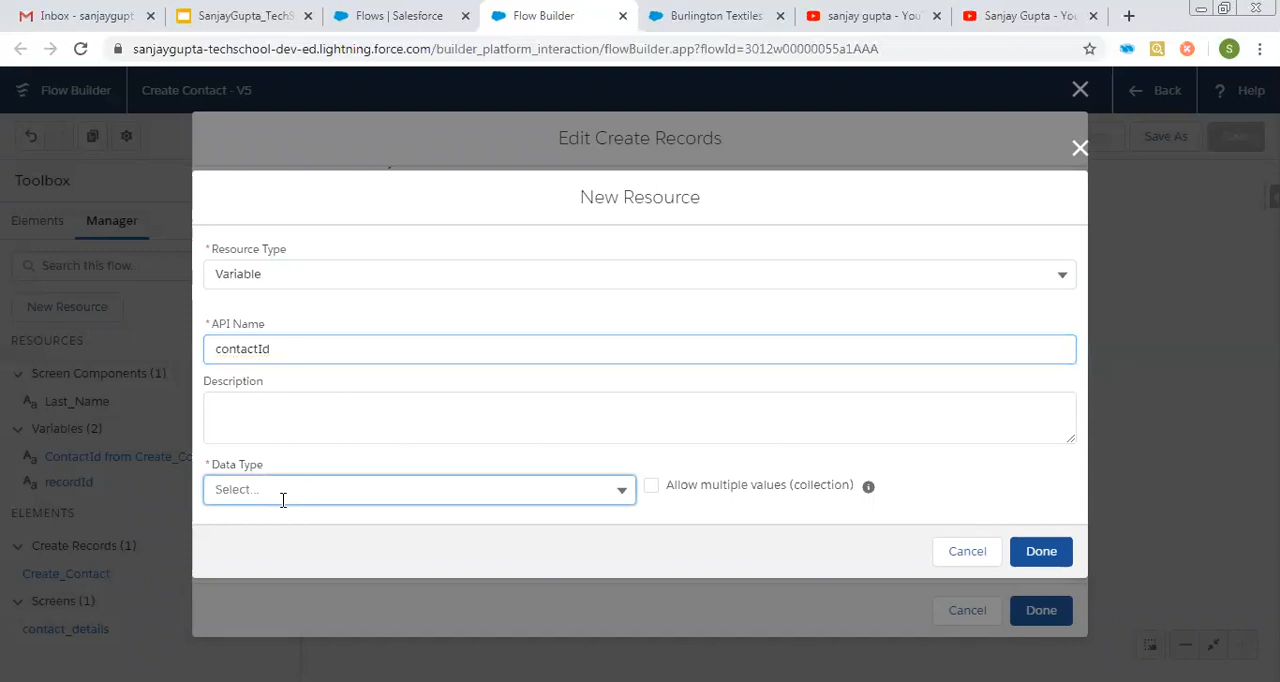 Inbox - sanjaygupt
SanjayGupta_TechS
Flows | Salesforce
Flow Builder
Burlington Textiles
sanjay gupta - You
Sanjay Gupta - You
sanjaygupta-techschool-dev-ed.lightning.force.com/builder_platform_interaction/flowBuilder.app?flowId=3012w00000055a1AAA
S
Flow Builder
Create Contact - V5
Back
? Help
Edit Create Records
Save As
Toolbox
New Resource
Elements
Manager
*Resource Type
Search this flow...
Variable
New Resource
*API Name
RESOURCES
contactId
Screen Components (1)
Description
Last_Name
Variables (2)
ContactId from Create_Co
*Data Type
recordId
Select...
Allow multiple values (collection)
ELEMENTS
Create Records (1)
Cancel
Done
Create_Contact
Screens (1)
Cancel
Done
contact_details